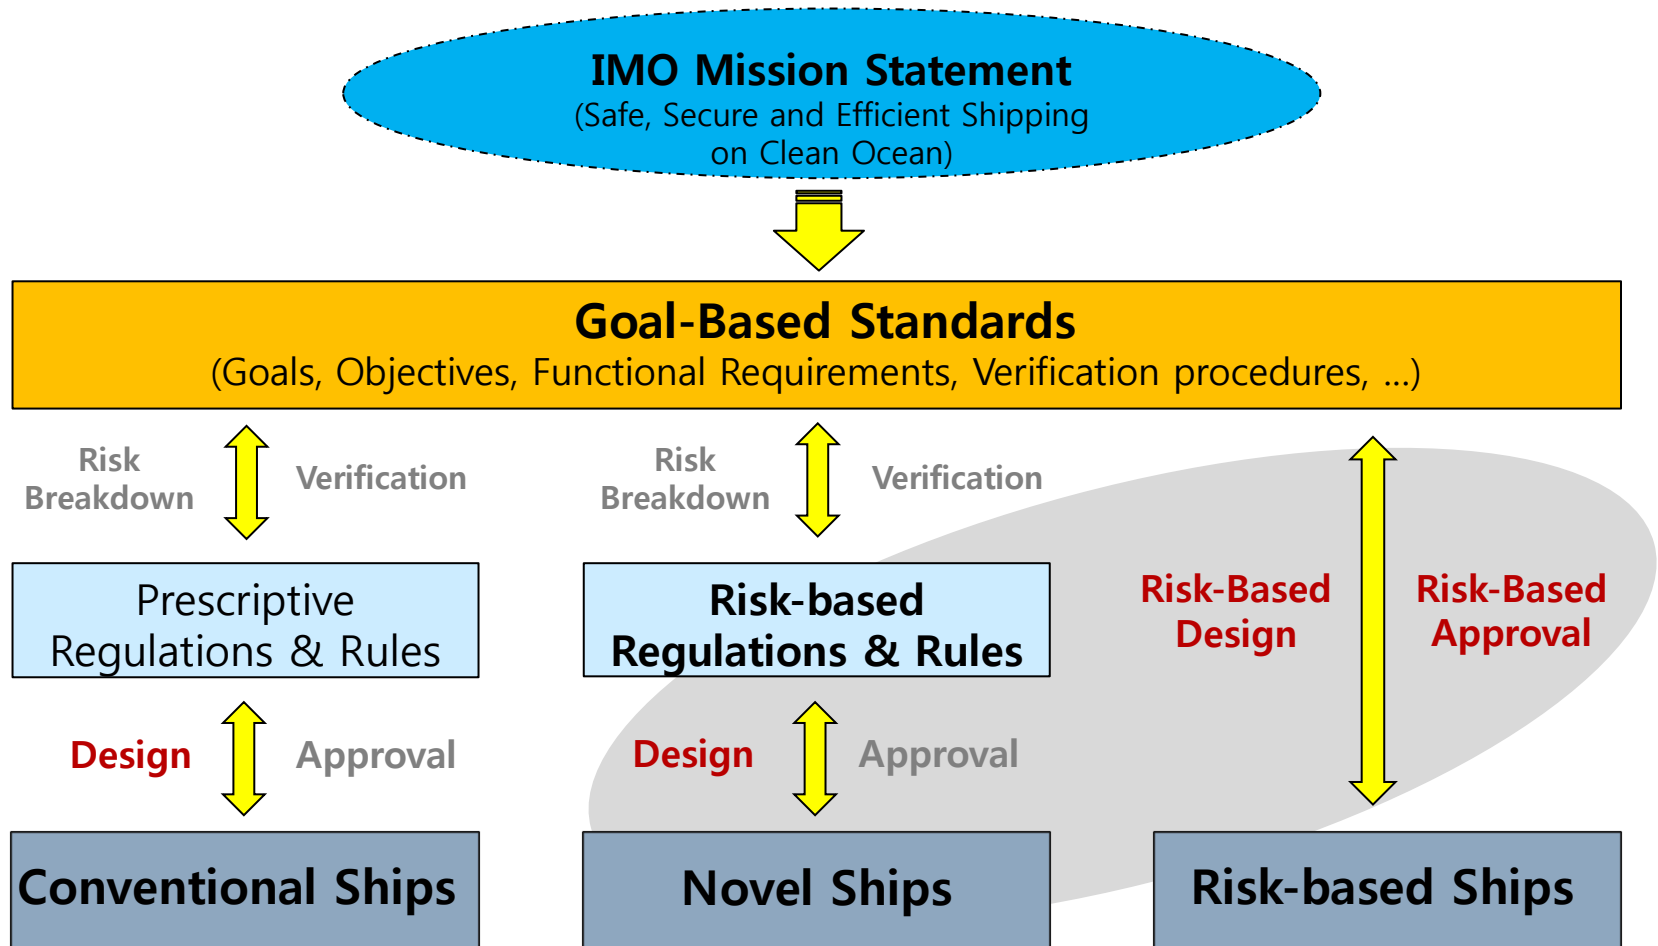 IMO Mission Statement
(Safe, Secure and Efficient Shipping
on Clean Ocean)
Goal-Based Standards
(Goals, Objectives, Functional Requirements, Verification procedures, ...)
Risk
Breakdown
Verification
Risk
Breakdown
Verification
Prescriptive
Regulations & Rules
Risk-based
Regulations & Rules
Risk-Based
Design
Risk-Based
Approval
Design
Approval
Design
Approval
Conventional Ships
Novel Ships
Risk-based Ships